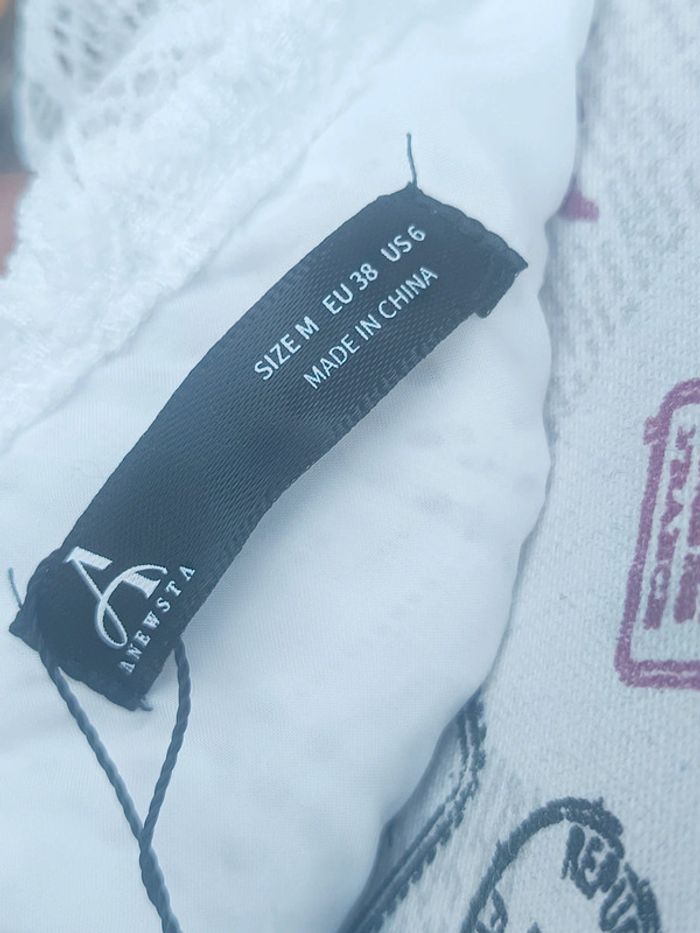 SIZE M EU 38 US 6
MADE IN CHINA
A
ANEWSTA